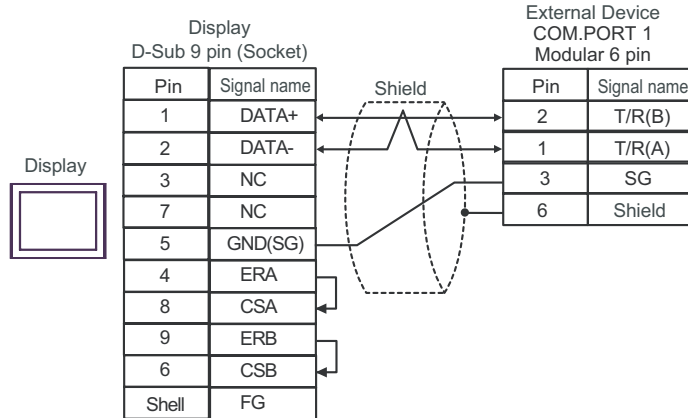 Display
D-Sub 9 pin (Socket)
External Device
COM.PORT 1
Modular 6 pin
Pin Signal name
Shield
Pin Signal name
1 DATA+
2 T/R(B)
2 DATA-
1 T/R(A)
Display
3 NC
3 SG
7 NC
6 Shield
5 GND(SG)
4 ERA
8 CSA
9 ERB
6 CSB
Shell FG